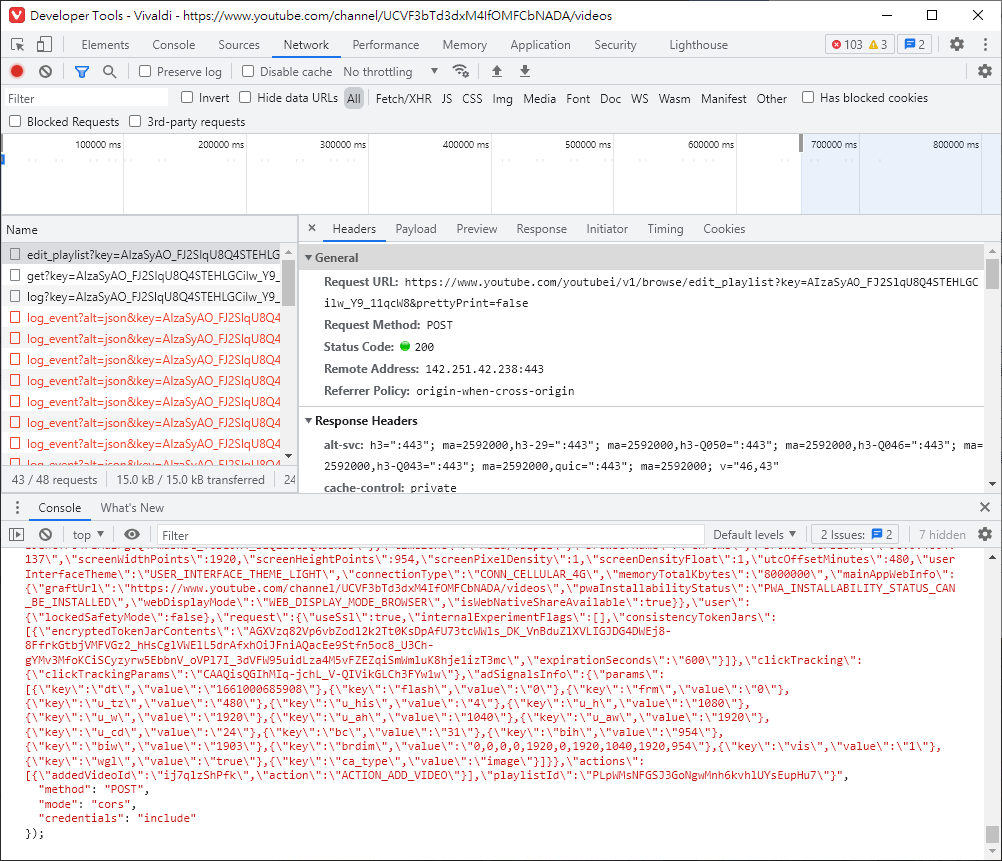 Developer Tools - Vivaldi - https://www.youtube.com/channel/UCVF3bTd3dxM4IfOMFCbNADA/videos
Elements Console Sources Network Performance Memory Application Security Lighthouse 103 3 2
Preserve log Disable cache No throttling
Filter Invert Hide data URLs All Fetch/XHR JS CSS Img Media Font Doc WS Wasm Manifest Other Has blocked cookies
Blocked Requests 3rd-party requests
100000 ms 200000 ms 300000 ms 400000 ms 500000 ms 600000 ms 700000 ms 800000 ms
Name
edit_playlist?key=AIzaSyAO_FJ2SlqU8Q4STEHLG
get?key=AIzaSyAO_FJ2SlqU8Q4STEHLGCilw_Y9_
log?key=AIzaSyAO_FJ2SlqU8Q4STEHLGCilw_Y9_
log_event?alt=json&key=AIzaSyAO_FJ2SlqU8Q4
log_event?alt=json&key=AIzaSyAO_FJ2SlqU8Q4
log_event?alt=json&key=AIzaSyAO_FJ2SlqU8Q4
log_event?alt=json&key=AIzaSyAO_FJ2SlqU8Q4
log_event?alt=json&key=AIzaSyAO_FJ2SlqU8Q4
log_event?alt=json&key=AIzaSyAO_FJ2SlqU8Q4
log_event?alt=json&key=AIzaSyAO_FJ2SlqU8Q4
log_event?alt=json&key=AIzaSyAO_FJ2SlqU8Q4
43 / 48 requests 15.0 kB / 15.0 kB transferred 24
Headers Payload Preview Response Initiator Timing Cookies
General
Request URL: https://www.youtube.com/youtubei/v1/browse/edit_playlist?key=AIzaSyAO_FJ2SlqU8Q4STEHLGC
ilw_Y9_11qcW8&prettyPrint=false
Request Method: POST
Status Code: 200
Remote Address: 142.251.42.238:443
Referrer Policy: origin-when-cross-origin
Response Headers
alt-svc: h3=":443"; ma=2592000,h3-29=":443"; ma=2592000,h3-Q050=":443"; ma=2592000,h3-Q046=":443"; ma=
2592000,h3-Q043=":443"; ma=2592000,quic=":443"; ma=2592000; v="46,43"
cache-control: private
Console What's New
top Filter Default levels 2 Issues: 2 7 hidden
137\",\"screenWidthPoints\":1920,\"screenHeightPoints\":954,\"screenPixelDensity\":1,\"screenDensityFloat\":1,\"utcOffsetMinutes\":480,\"user
InterfaceTheme\":\"USER_INTERFACE_THEME_LIGHT\",\"connectionType\":\"CONN_CELLULAR_4G\",\"memoryTotalKbytes\":\"8000000\",\"mainAppWebInfo\":
{\"graftUrl\":\"https://www.youtube.com/channel/UCVF3bTd3dxM4IfOMFCbNADA/videos\",\"pwaInstallabilityStatus\":\"PWA_INSTALLABILITY_STATUS_CAN
_BE_INSTALLED\",\"webDisplayMode\":\"WEB_DISPLAY_MODE_BROWSER\",\"isWebNativeShareAvailable\":true}},\"user\":
{\"lockedSafetyMode\":false},\"request\":{\"useSsl\":true,\"internalExperimentFlags\":[],\"consistencyTokenJars\":
[{\"encryptedTokenJarContents\":\"AGXVzq82Vp6vbZodl2k2Tt0KsDpAfU73tcWWls_DK_VnBduZlXVLIGJDG4DWEj8-
8FfrkGtbjVMFVGz2_hHsCglVWElL5drAfxhOiJFniAQacEe9Stfn5oc8_U3Ch-
gYMv3MfoKCiSCyzyrw5EbbnV_oVPl7I_3dVFW95uidLza4M5vFZEZqiSmWmluK8hje1izT3mc\",\"expirationSeconds\":\"600\"}]},\"clickTracking\":
{\"clickTrackingParams\":\"CAAQisQGIhMIq-jchL_V-QIVikGLCh3FYw1w\"},\"adSignalsInfo\":{\"params\":
[{\"key\":\"dt\",\"value\":\"1661000685908\"},{\"key\":\"flash\",\"value\":\"0\"},{\"key\":\"frm\",\"value\":\"0\"},
{\"key\":\"u_tz\",\"value\":\"480\"},{\"key\":\"u_his\",\"value\":\"4\"},{\"key\":\"u_h\",\"value\":\"1080\"},
{\"key\":\"u_w\",\"value\":\"1920\"},{\"key\":\"u_ah\",\"value\":\"1040\"},{\"key\":\"u_aw\",\"value\":\"1920\"},
{\"key\":\"u_cd\",\"value\":\"24\"},{\"key\":\"bc\",\"value\":\"31\"},{\"key\":\"bih\",\"value\":\"954\"},
{\"key\":\"biw\",\"value\":\"1903\"},{\"key\":\"brdim\",\"value\":\"0,0,0,0,1920,0,1920,1040,1920,954\"},{\"key\":\"vis\",\"value\":\"1\"},
{\"key\":\"wgl\",\"value\":\"true\"},{\"key\":\"ca_type\",\"value\":\"image\"}]}},\"actions\":
[{\"addedVideoId\":\"ij7qlzShPfk\",\"action\":\"ACTION_ADD_VIDEO\"}],\"playlistId\":\"PLpWMsNFGSJ3GoNgwMnh6kvhlUYsEupHu7\"}",
"method": "POST",
"mode": "cors",
"credentials": "include"
});